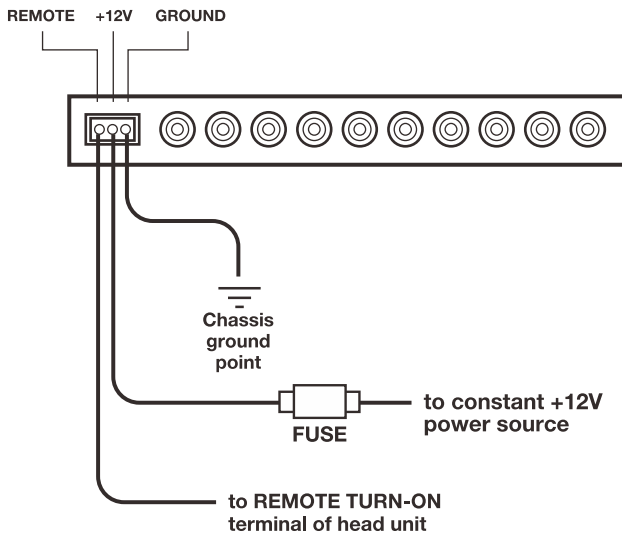 REMOTE +12V GROUND
Chassis
ground
point
to constant +12V
power source
FUSE
to REMOTE TURN-ON
terminal of head unit